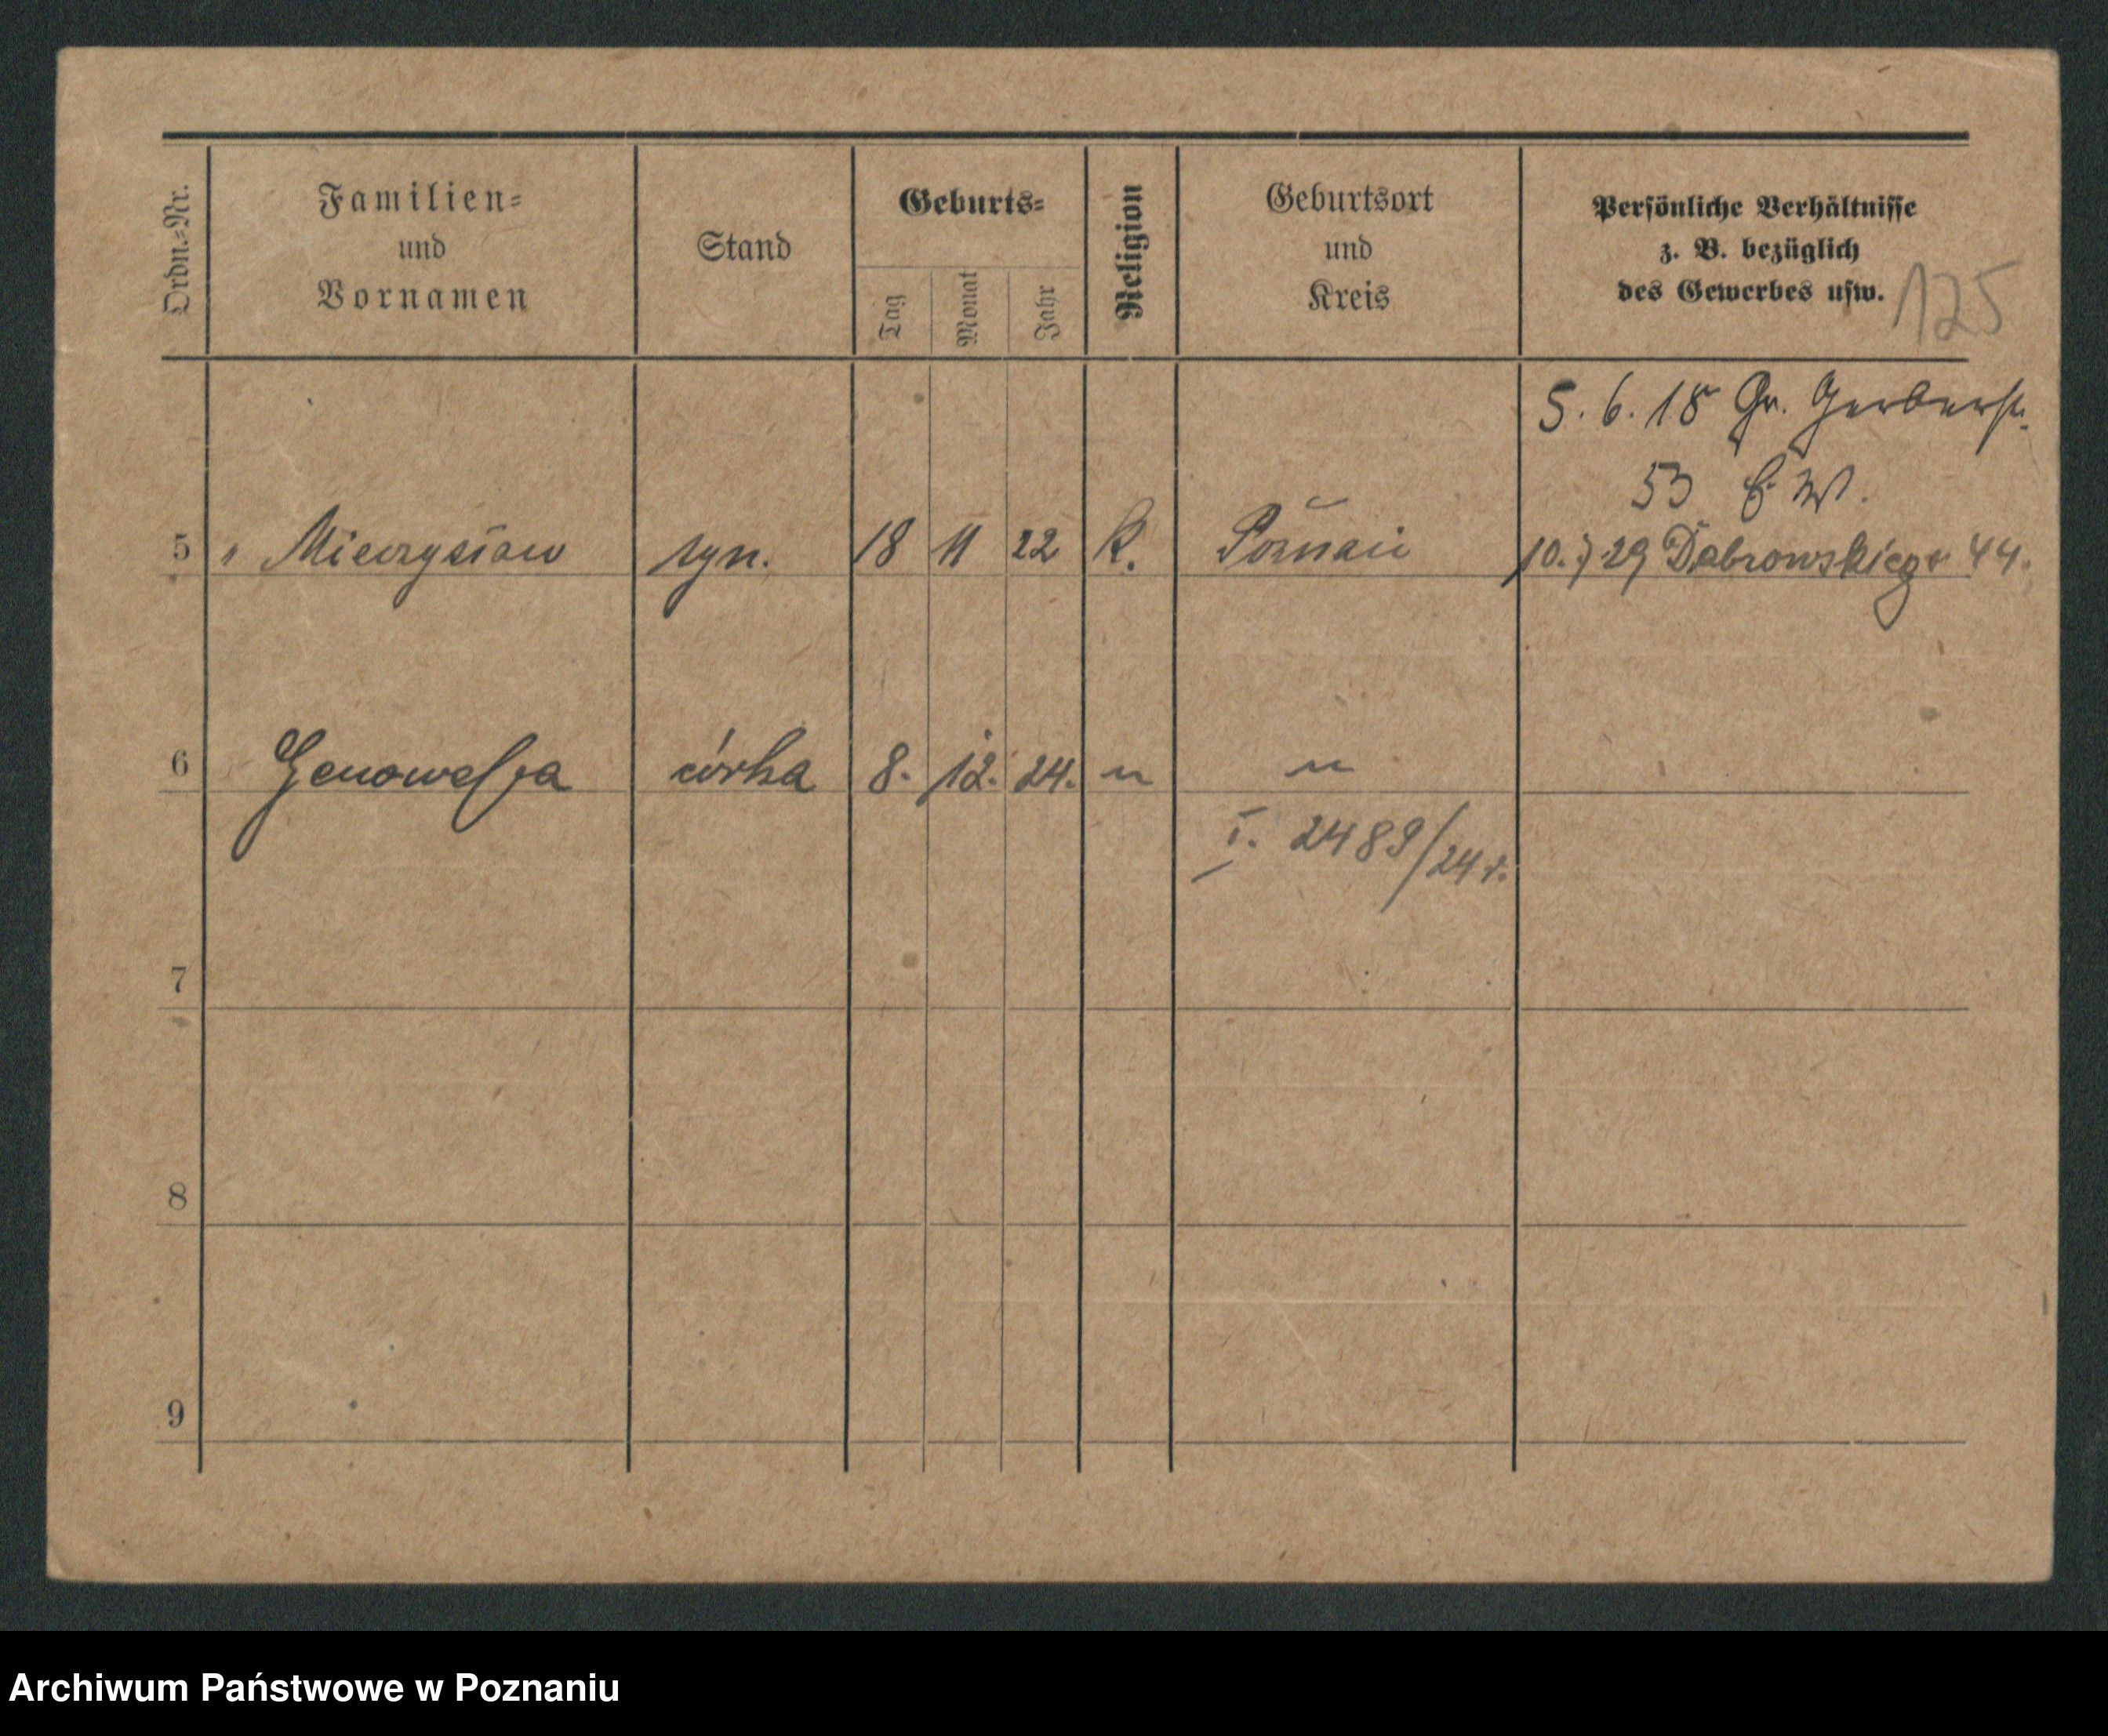 Ordn.-Nr.
Familien-
und
Vornamen
Stand
Geburts-
Tag
Monat
Jahr
Religion
Geburtsort
und
Kreis
Persönliche Verhältnisse
z. B. bezüglich
des Gewerbes usw.
125
5. 6. 18 Gr. Gerberst.
53 b. W.
5 " Mieczysław syn. 18 11 22 K. Poznań 10. 7 29 Dąbrowskiego 44.
6 Genowefa córka 8. 12. 24. " "
I. 2489/24 r.
7
8
9
Archiwum Państwowe w Poznaniu